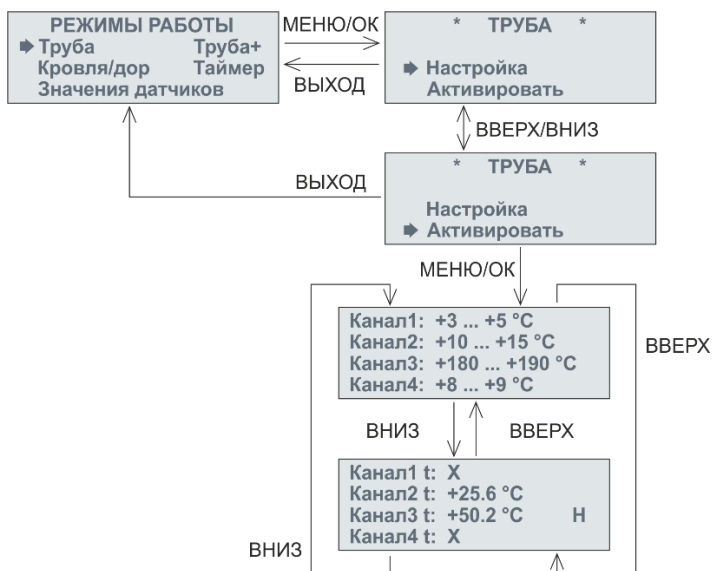 РЕЖИМЫ РАБОТЫ
Труба Труба+
Кровля/дор Таймер
Значения датчиков
МЕНЮ/ОК
ВЫХОД
* ТРУБА *
Настройка
Активировать
ВВЕРХ/ВНИЗ
ВЫХОД
* ТРУБА *
Настройка
Активировать
МЕНЮ/ОК
Канал1: +3 ... +5 °C
Канал2: +10 ... +15 °C
Канал3: +180 ... +190 °C
Канал4: +8 ... +9 °C
ВВЕРХ
ВНИЗ ВВЕРХ
Канал1 t: X
Канал2 t: +25.6 °C
Канал3 t: +50.2 °C Н
Канал4 t: X
ВНИЗ